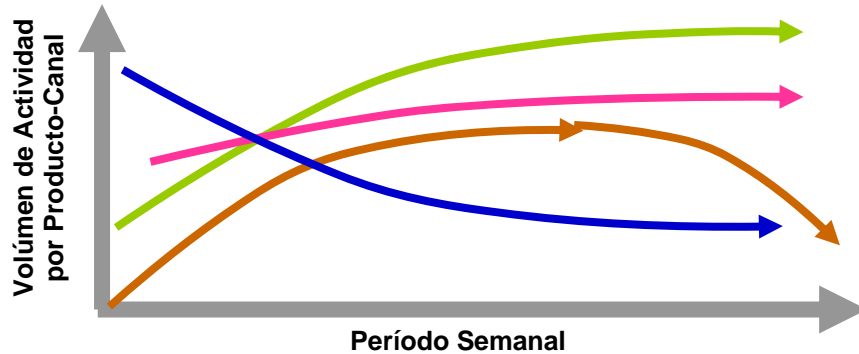 Volúmen de Actividad
por Producto-Canal
Período Semanal